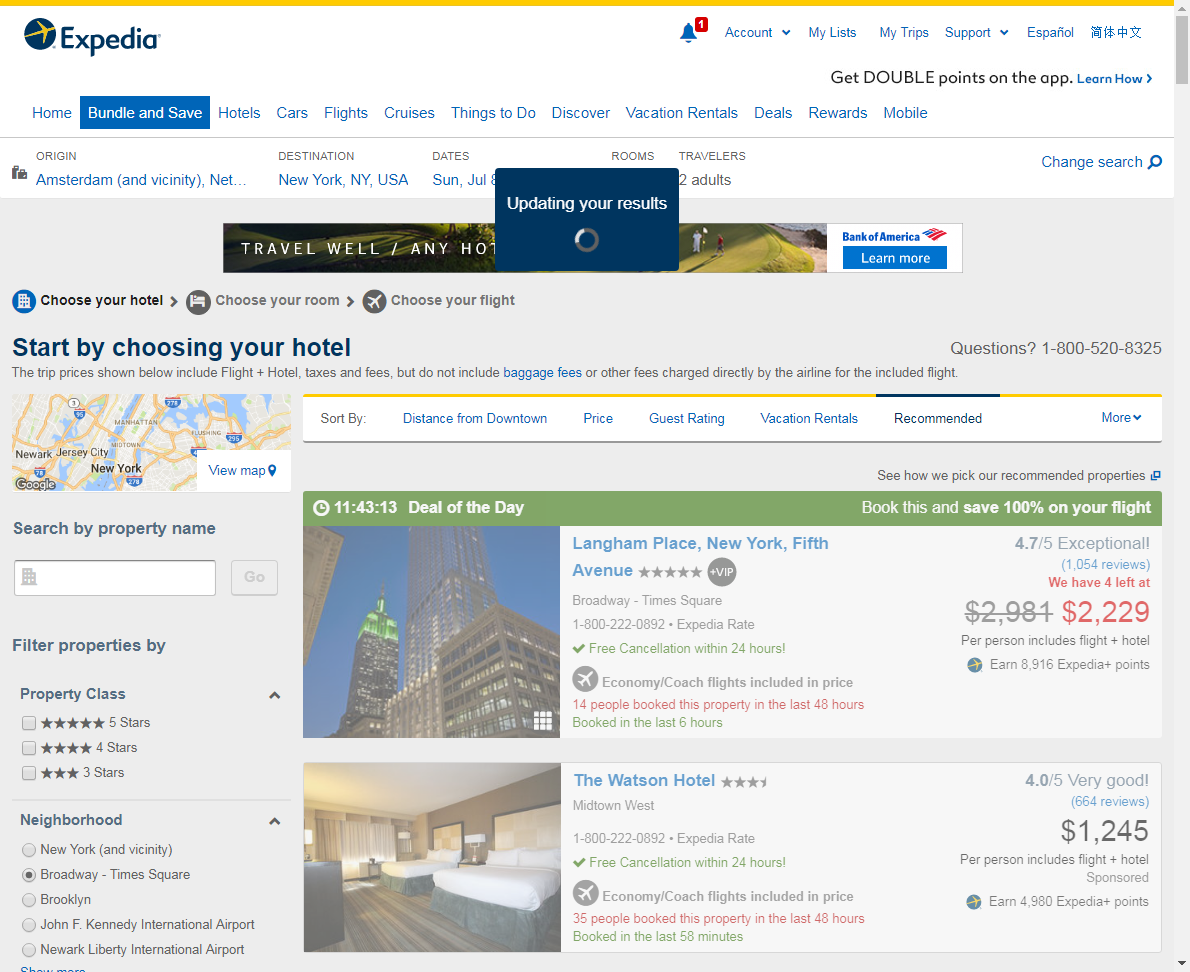 Expedia
1
Account
My Lists
My Trips
Support
Español
简体中文
Get DOUBLE points on the app. Learn How
Home
Bundle and Save
Hotels
Cars
Flights
Cruises
Things to Do
Discover
Vacation Rentals
Deals
Rewards
Mobile
ORIGIN
DESTINATION
DATES
ROOMS
TRAVELERS
Amsterdam (and vicinity), Net...
New York, NY, USA
Sun, Jul
2 adults
Change search
Updating your results
TRAVEL WELL / ANY
Bank of America
Learn more
Choose your hotel
Choose your room
Choose your flight
Start by choosing your hotel
Questions? 1-800-520-8325
The trip prices shown below include Flight + Hotel, taxes and fees, but do not include baggage fees or other fees charged directly by the airline for the included flight.
3
278
95
MANHATTAN
FLUSHING
295
MIDTOWN
Newark
Jersey City
New York
78
278
Google
View map
Sort By:
Distance from Downtown
Price
Guest Rating
Vacation Rentals
Recommended
More
See how we pick our recommended properties
Search by property name
Go
Filter properties by
Property Class
5 Stars
4 Stars
3 Stars
Neighborhood
New York (and vicinity)
Broadway - Times Square
Brooklyn
John F. Kennedy International Airport
Newark Liberty International Airport
Show more
11:43:13 Deal of the Day
Book this and save 100% on your flight
Langham Place, New York, Fifth
Avenue
+VIP
Broadway - Times Square
1-800-222-0892 • Expedia Rate
Free Cancellation within 24 hours!
Economy/Coach flights included in price
14 people booked this property in the last 48 hours
Booked in the last 6 hours
4.7/5 Exceptional!
(1,054 reviews)
We have 4 left at
$2,981 $2,229
Per person includes flight + hotel
Earn 8,916 Expedia+ points
The Watson Hotel
Midtown West
1-800-222-0892 • Expedia Rate
Free Cancellation within 24 hours!
Economy/Coach flights included in price
35 people booked this property in the last 48 hours
Booked in the last 58 minutes
4.0/5 Very good!
(664 reviews)
$1,245
Per person includes flight + hotel
Sponsored
Earn 4,980 Expedia+ points